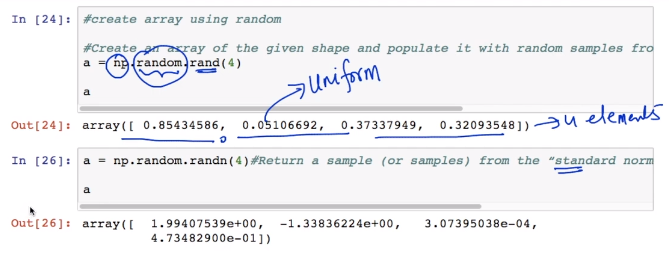 In [24]: #create array using random
#Create an array of the given shape and populate it with random samples fro
a = np.random.rand(4)
a
uniform
Out[24]: array([ 0.85434586, 0.05106692, 0.37337949, 0.32093548])
4 elements
In [26]: a = np.random.randn(4)#Return a sample (or samples) from the “standard norm
a
Out[26]: array([ 1.99407539e+00, -1.33836224e+00, 3.07395038e-04,
4.73482900e-01])